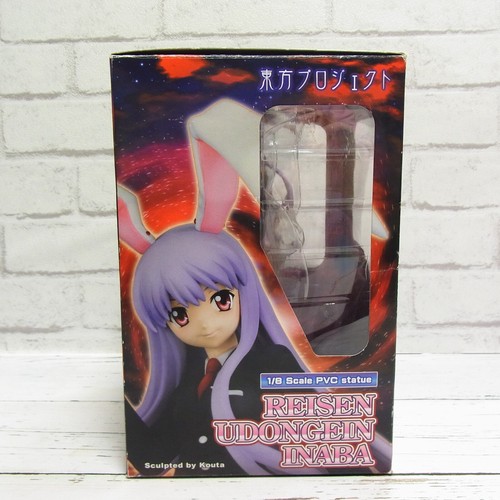 東方プロジェクト
1/8 Scale PVC statue
REISEN
UDONGEIN
INABA
Sculpted by Kouta